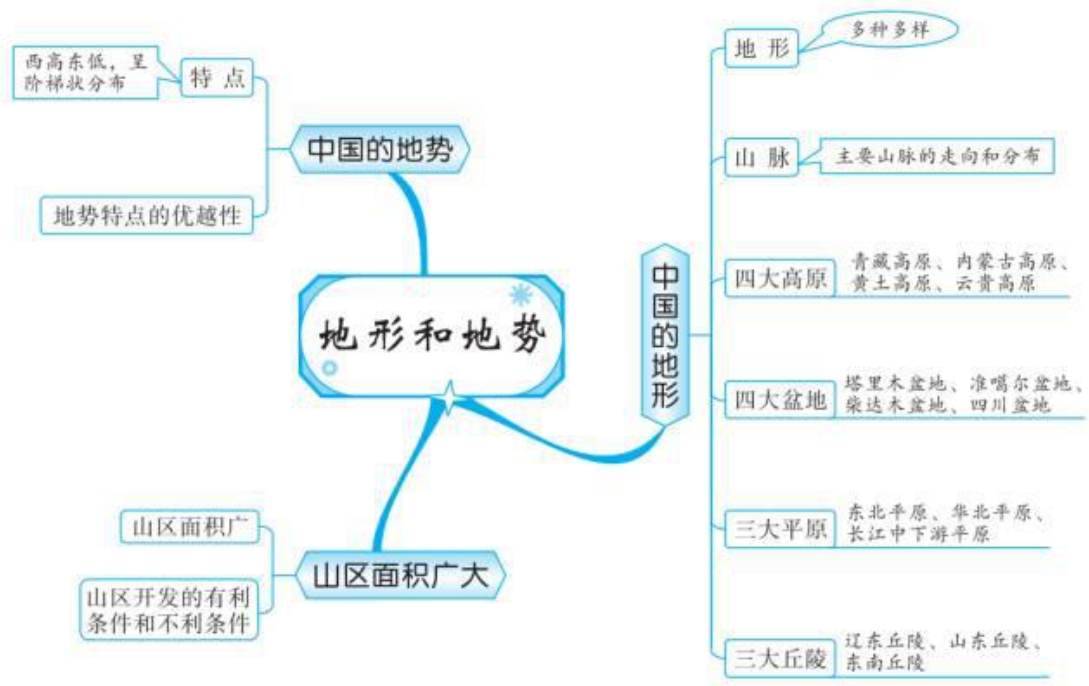 地形和地势
中国的地势
特点
西高东低，呈
阶梯状分布
地势特点的优越性
中国的地形
地形
多种多样
山脉
主要山脉的走向和分布
四大高原
青藏高原、内蒙古高原、
黄土高原、云贵高原
四大盆地
塔里木盆地、准噶尔盆地、
柴达木盆地、四川盆地
三大平原
东北平原、华北平原、
长江中下游平原
三大丘陵
辽东丘陵、山东丘陵、
东南丘陵
山区面积广大
山区面积广
山区开发的有利
条件和不利条件